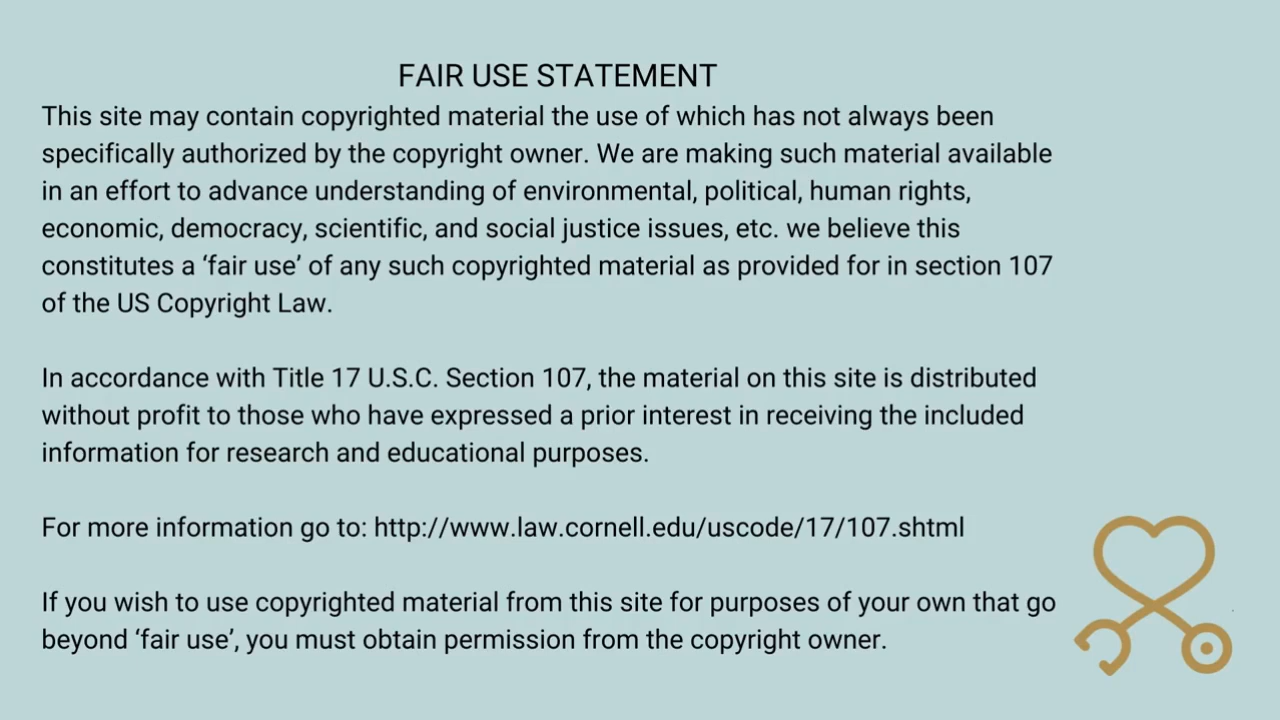 FAIR USE STATEMENT
This site may contain copyrighted material the use of which has not always been
specifically authorized by the copyright owner. We are making such material available
in an effort to advance understanding of environmental, political, human rights,
economic, democracy, scientific, and social justice issues, etc. we believe this
constitutes a ‘fair use’ of any such copyrighted material as provided for in section 107
of the US Copyright Law.
In accordance with Title 17 U.S.C. Section 107, the material on this site is distributed
without profit to those who have expressed a prior interest in receiving the included
information for research and educational purposes.
For more information go to: http://www.law.cornell.edu/uscode/17/107.shtml
If you wish to use copyrighted material from this site for purposes of your own that go
beyond ‘fair use’, you must obtain permission from the copyright owner.